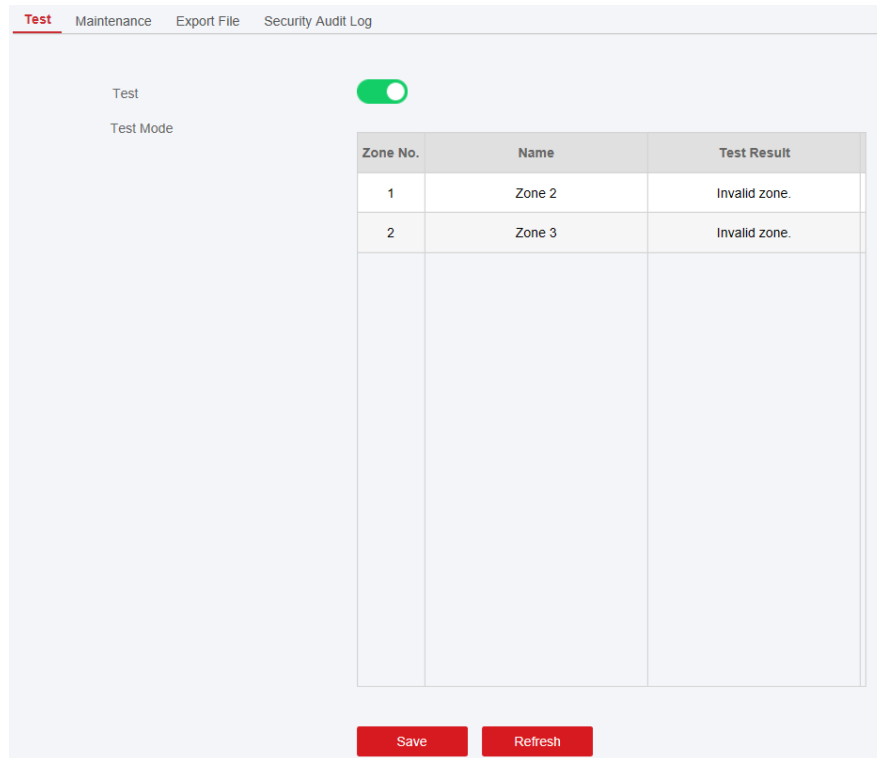 Test Maintenance Export File Security Audit Log
Test
Test Mode
Zone No. Name Test Result
1 Zone 2 Invalid zone.
2 Zone 3 Invalid zone.
Save Refresh